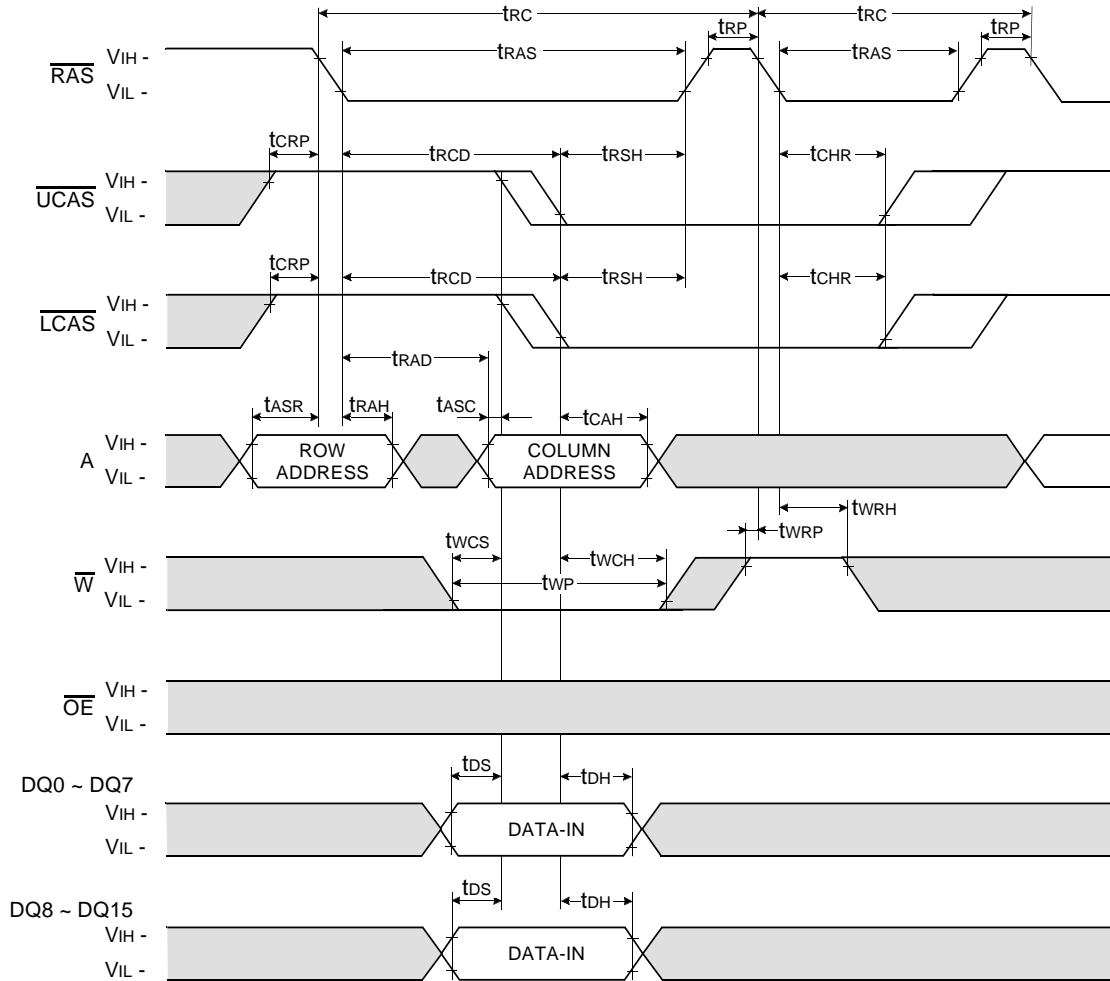 tRC tRC
tRP tRP
RAS VIH - tRAS tRAS
VIL -
tCRP tRCD tRSH tCHR
UCAS VIH -
VIL -
tCRP tRCD tRSH tCHR
LCAS VIH -
VIL -
tRAD
tASR tRAH tASC tCAH
A VIH - ROW ADDRESS COLUMN ADDRESS
VIL -
tWRH
tWRP
tWCS tWCH
W VIH - tWP
VIL -
OE VIH -
VIL -
DQ0 ~ DQ7 tDS tDH
VIH -
DATA-IN
VIL -
DQ8 ~ DQ15 tDS tDH
VIH -
DATA-IN
VIL -